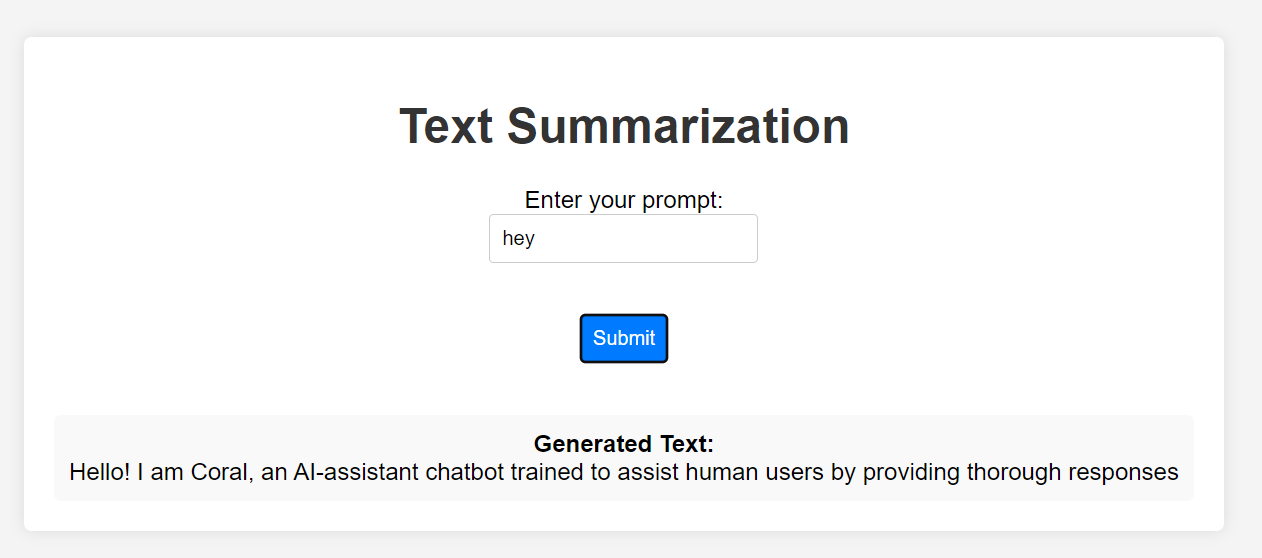 Text Summarization
Enter your prompt:
hey
Submit
Generated Text:
Hello! I am Coral, an AI-assistant chatbot trained to assist human users by providing thorough responses